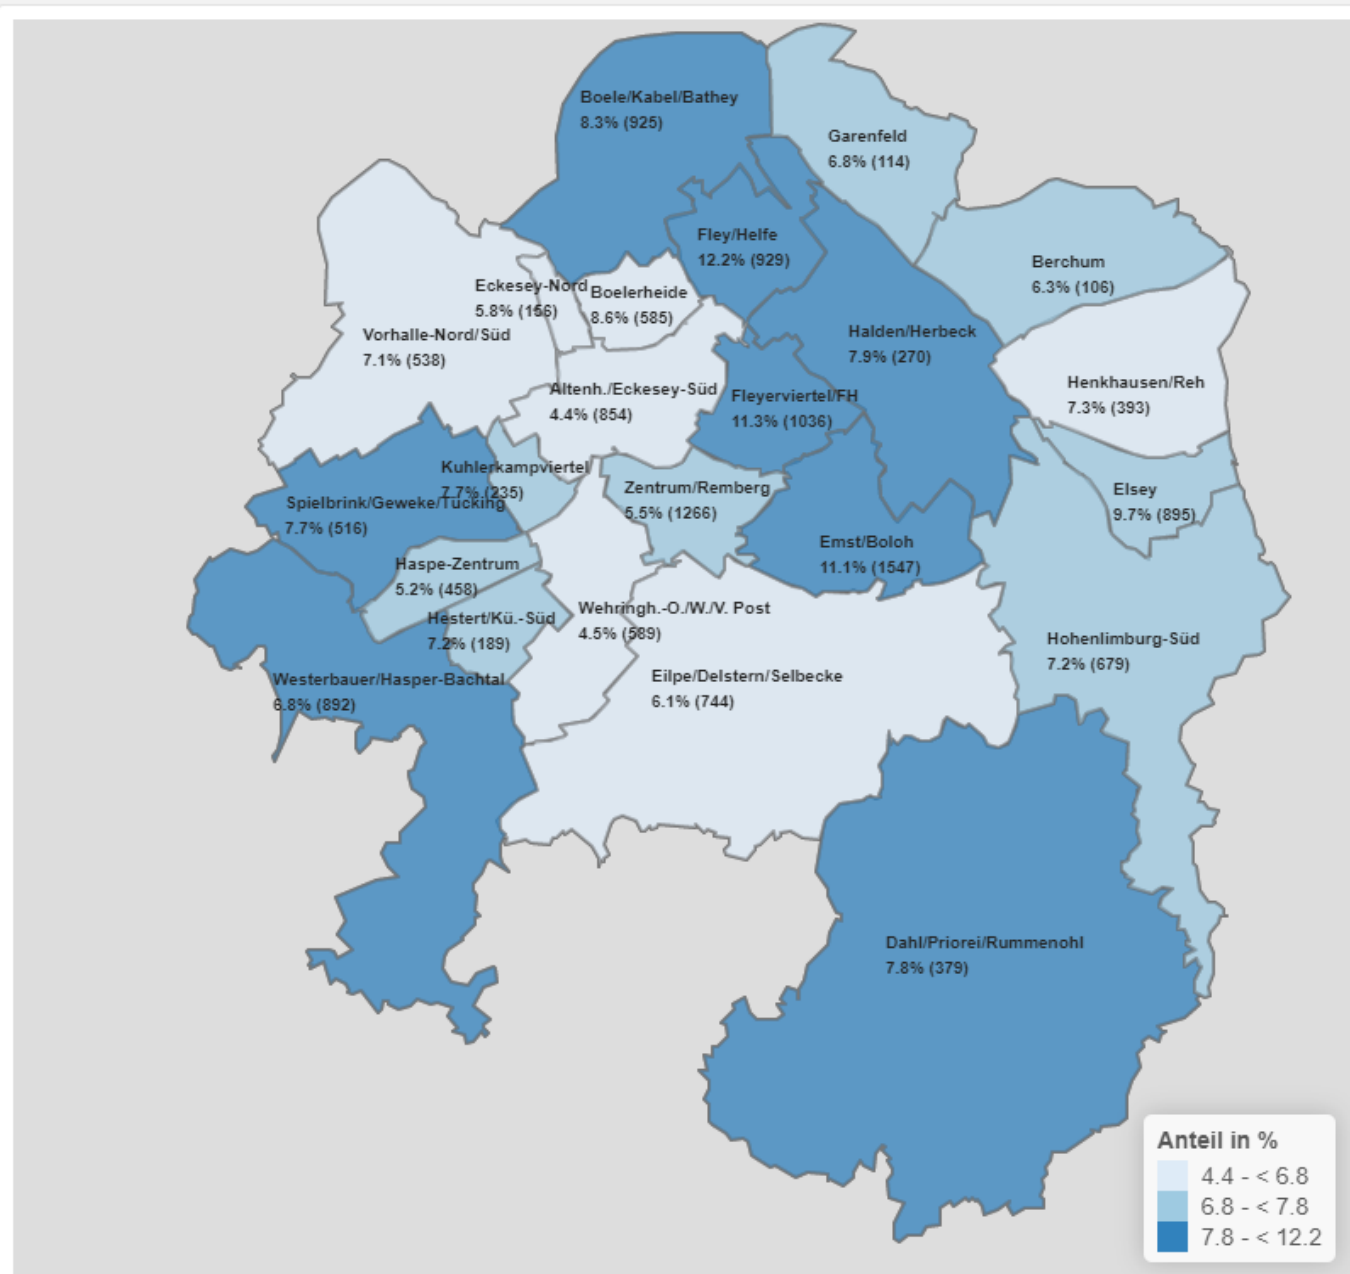 Boele/Kabel/Bathey
8.3% (925)
Garenfeld
6.8% (114)
Fley/Helfe
12.2% (929)
Berchum
6.3% (106)
Eckesey-Nord
5.8% (156)
Boelerheide
8.6% (585)
Vorhalle-Nord/Süd
7.1% (538)
Halden/Herbeck
7.9% (270)
Henkhausen/Reh
7.3% (393)
Altenh./Eckesey-Süd
4.4% (854)
Fleyerviertel/FH
11.3% (1036)
Kuhlerkampviertel
7.7% (235)
Spielbrink/Geweke/Tücking
7.7% (516)
Zentrum/Remberg
5.5% (1266)
Elsey
9.7% (895)
Emst/Boloh
11.1% (1547)
Haspe-Zentrum
5.2% (458)
Hestert/Kü.-Süd
7.2% (189)
Wehringh.-O./W./V. Post
4.5% (589)
Hohenlimburg-Süd
7.2% (679)
Westerbauer/Hasper-Bachtal
6.8% (892)
Eilpe/Delstern/Selbecke
6.1% (744)
Dahl/Priorei/Rummenohl
7.8% (379)
Anteil in %
4.4 - < 6.8
6.8 - < 7.8
7.8 - < 12.2